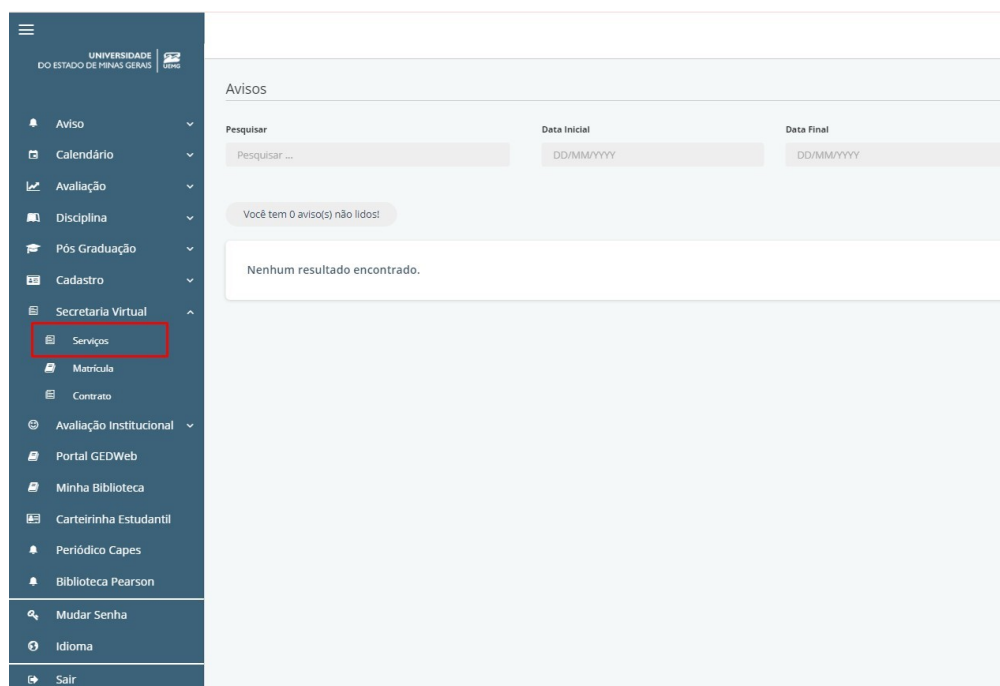 UNIVERSIDADE
DO ESTADO DE MINAS GERAIS
UEMG
Aviso
Calendário
Avaliação
Disciplina
Pós Graduação
Cadastro
Secretaria Virtual
Serviços
Matrícula
Contrato
Avaliação Institucional
Portal GEDWeb
Minha Biblioteca
Carteirinha Estudantil
Periódico Capes
Biblioteca Pearson
Mudar Senha
Idioma
Sair
Avisos
Pesquisar Data Inicial Data Final
Pesquisar ... DD/MM/YYYY DD/MM/YYYY
Você tem 0 aviso(s) não lidos!
Nenhum resultado encontrado.